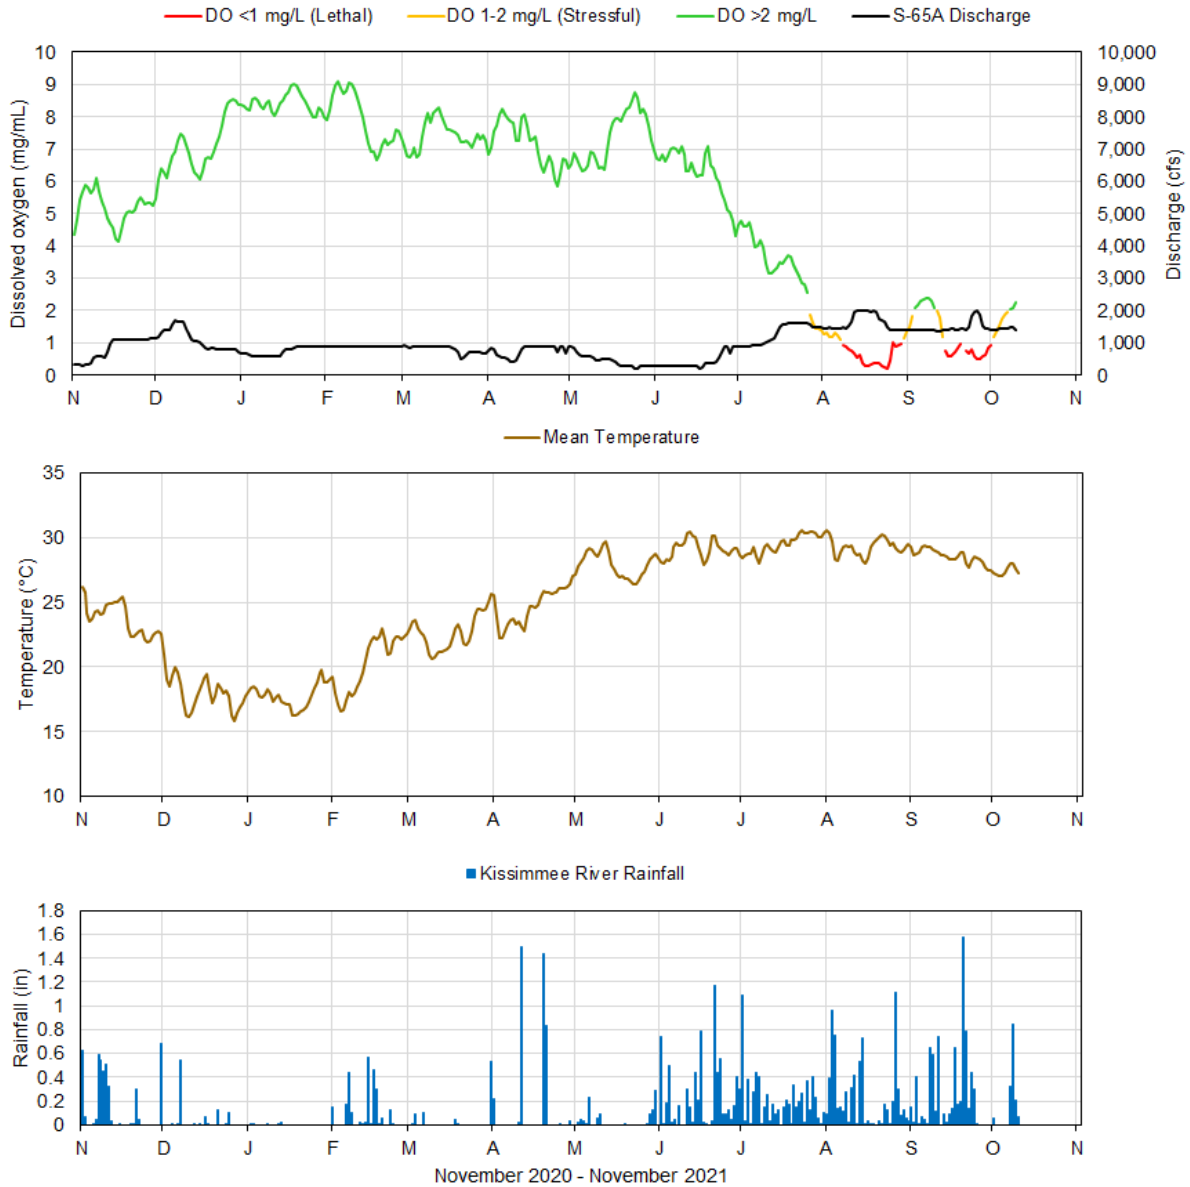 DO <1 mg/L (Lethal) DO 1-2 mg/L (Stressful) DO >2 mg/L S-65A Discharge
10 10,000
9 9,000
8 8,000
7 7,000
6 6,000
5 5,000
4 4,000
3 3,000
2 2,000
1 1,000
0 0
Dissolved oxygen (mg/mL)
Discharge (cfs)
N D J F M A M J J A S O N
Mean Temperature
35
30
25
20
15
10
Temperature (°C)
N D J F M A M J J A S O N
Kissimmee River Rainfall
1.8
1.6
1.4
1.2
1
0.8
0.6
0.4
0.2
0
Rainfall (in)
N D J F M A M J J A S O N
November 2020 - November 2021